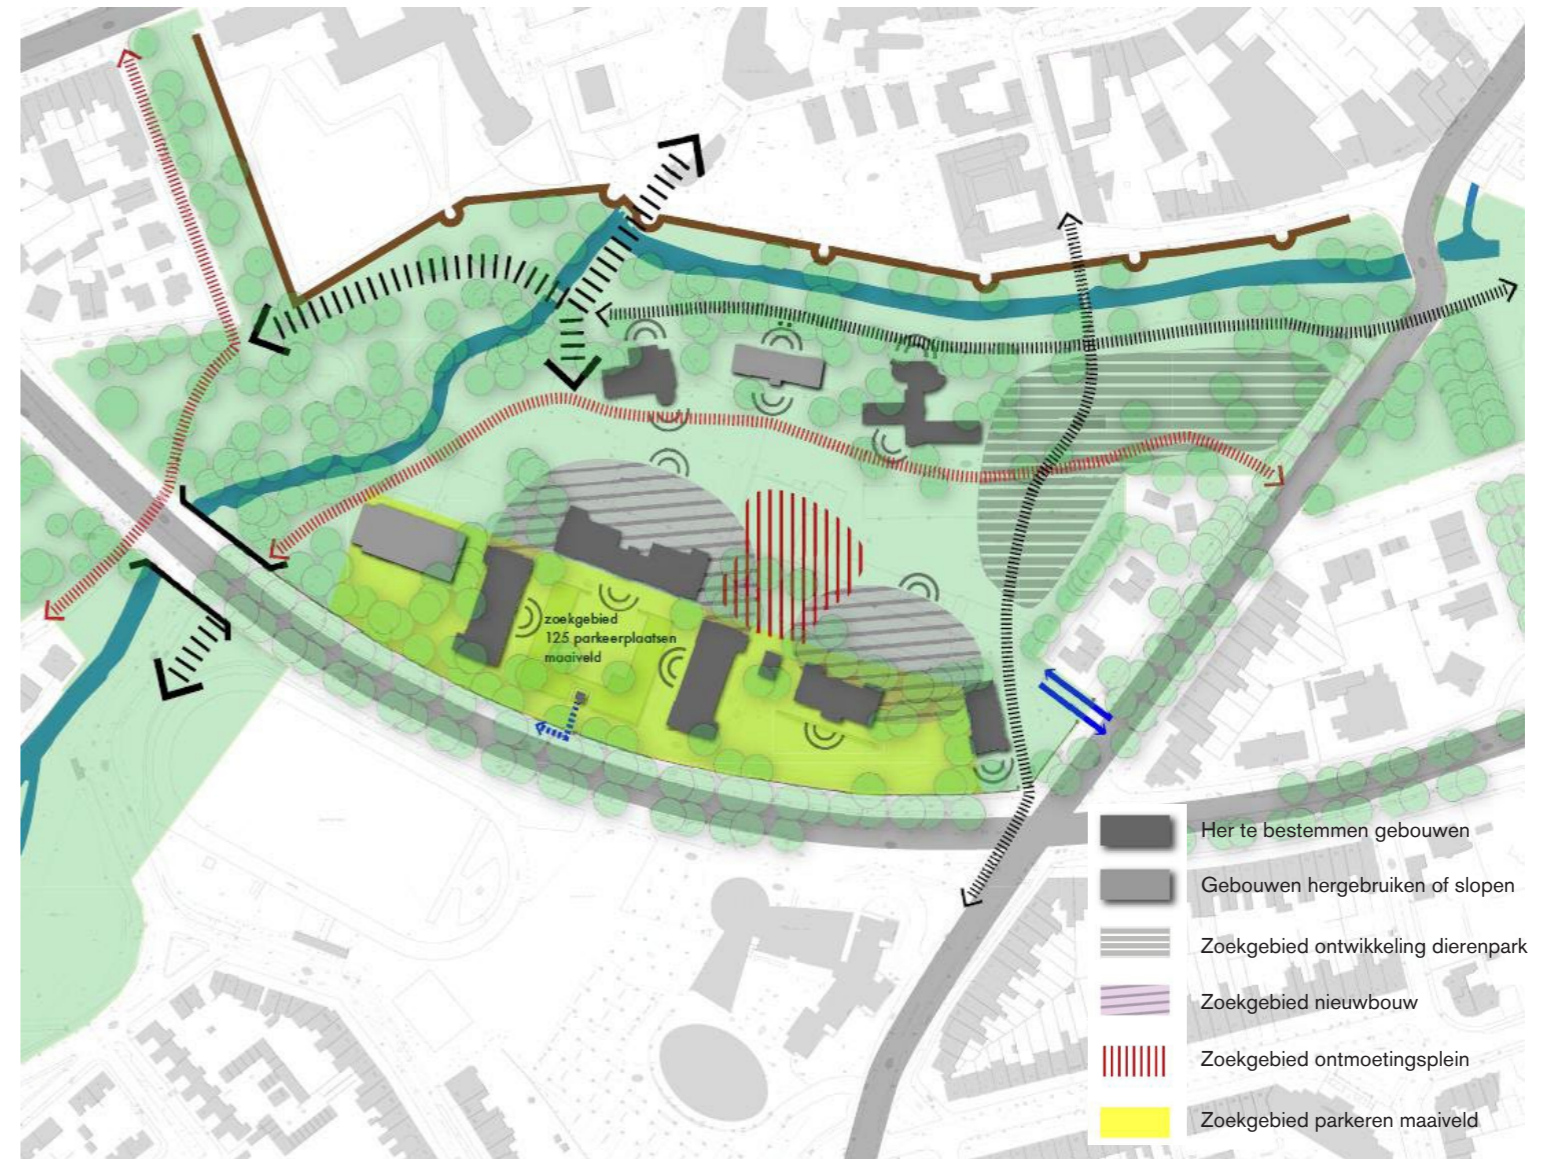 zoekgebied
125 parkeerplaatsen
maaiveld
Her te bestemmen gebouwen
Gebouwen hergebruiken of slopen
Zoekgebied ontwikkeling dierenpark
Zoekgebied nieuwbouw
Zoekgebied ontmoetingsplein
Zoekgebied parkeren maaiveld